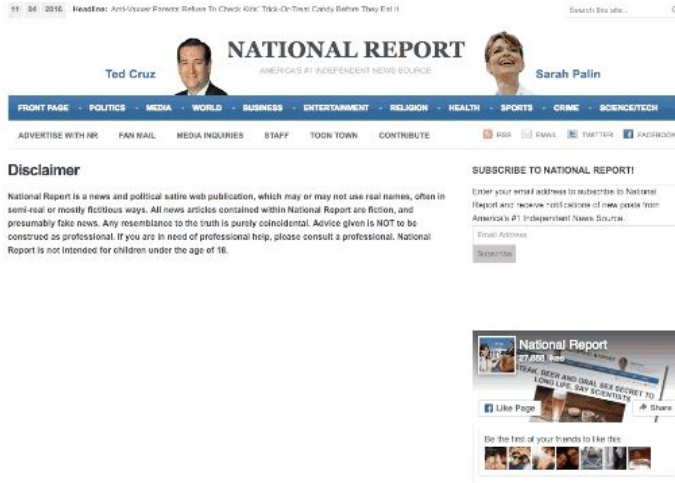 11 04 2015 Headline: Anti-Vaxxer Parents Refuse To Check Kids' Trick-Or-Treat Candy Before They Eat It
Search this site...
Ted Cruz
NATIONAL REPORT
AMERICA'S #1 INDEPENDENT NEWS SOURCE
Sarah Palin
FRONT PAGE - POLITICS - MEDIA - WORLD - BUSINESS - ENTERTAINMENT - RELIGION - HEALTH - SPORTS - CRIME - SCIENCE/TECH
ADVERTISE WITH NR FAN MAIL MEDIA INQUIRIES STAFF TOON TOWN CONTRIBUTE RSS EMAIL TWITTER FACEBOOK
Disclaimer
National Report is a news and political satire web publication, which may or may not use real names, often in
semi-real or mostly fictitious ways. All news articles contained within National Report are fiction, and
presumably fake news. Any resemblance to the truth is purely coincidental. Advice given is NOT to be
construed as professional. If you are in need of professional help, please consult a professional. National
Report is not intended for children under the age of 18.
SUBSCRIBE TO NATIONAL REPORT!
Enter your email address to subscribe to National
Report and receive notifications of new posts from
America's #1 Independent News Source.
Email Address
Subscribe
National Report
27,888 likes
STEAK, BEER AND ORAL SEX SECRET TO
LONG LIFE, SAY SCIENTISTS
Like Page
Share
Be the first of your friends to like this